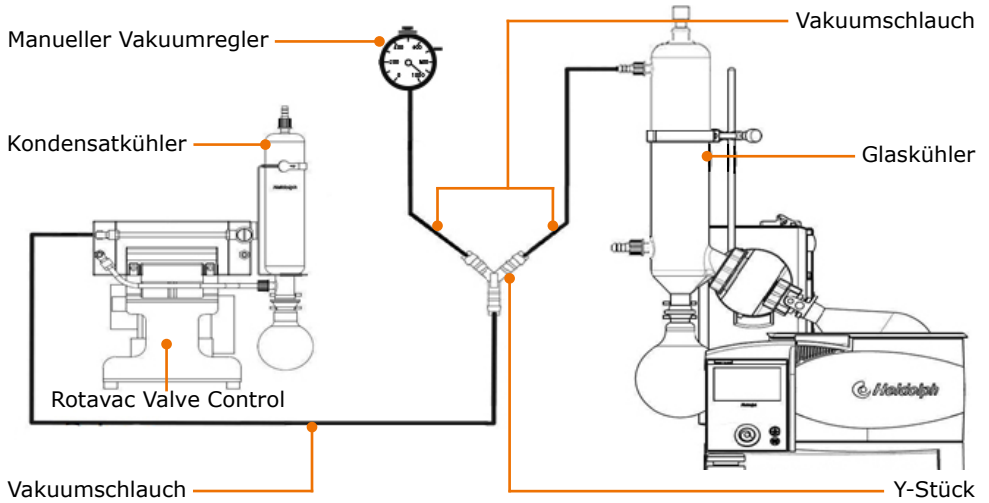 Vakuumschlauch
Manueller Vakuumregler
Kondensatkühler
Glaskühler
Heidolph
Rotavac Valve Control
Vakuumschlauch
Y-Stück